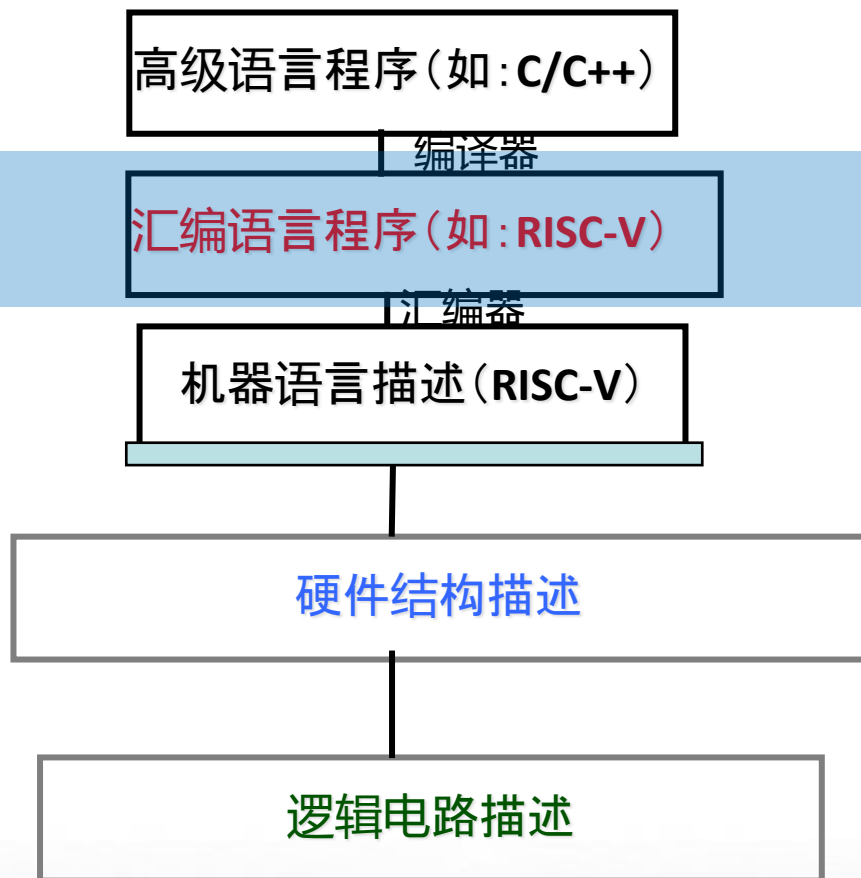 高级语言程序（如：C/C++）
编译器
汇编语言程序（如：RISC-V）
汇编器
机器语言描述（RISC-V）
硬件结构描述
逻辑电路描述